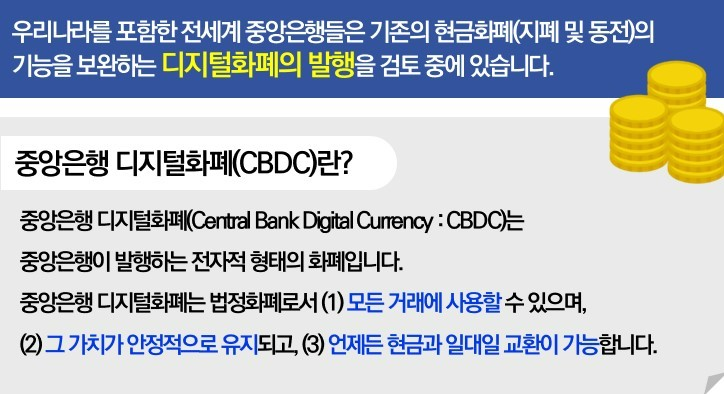 우리나라를 포함한 전세계 중앙은행들은 기존의 현금화폐(지폐 및 동전)의
기능을 보완하는 디지털화폐의 발행을 검토 중에 있습니다.
중앙은행 디지털화폐(CBDC)란?
중앙은행 디지털화폐(Central Bank Digital Currency : CBDC)는
중앙은행이 발행하는 전자적 형태의 화폐입니다.
중앙은행 디지털화폐는 법정화폐로서 (1) 모든 거래에 사용할 수 있으며,
(2) 그 가치가 안정적으로 유지되고, (3) 언제든 현금과 일대일 교환이 가능합니다.